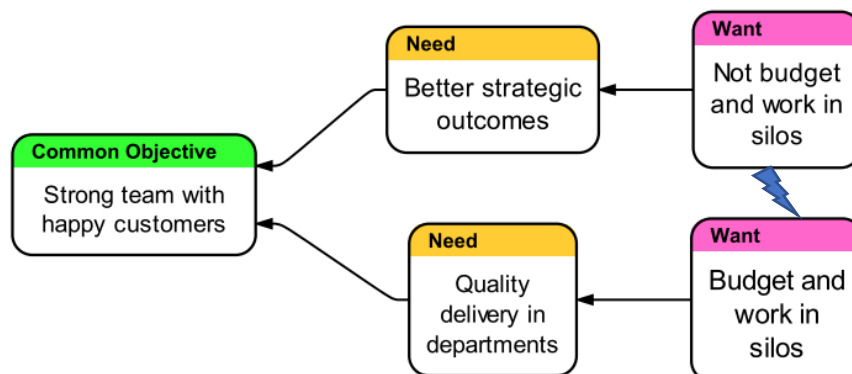 Need
Better strategic
outcomes
Want
Not budget
and work in
silos
Common Objective
Strong team with
happy customers
Need
Quality
delivery in
departments
Want
Budget and
work in
silos